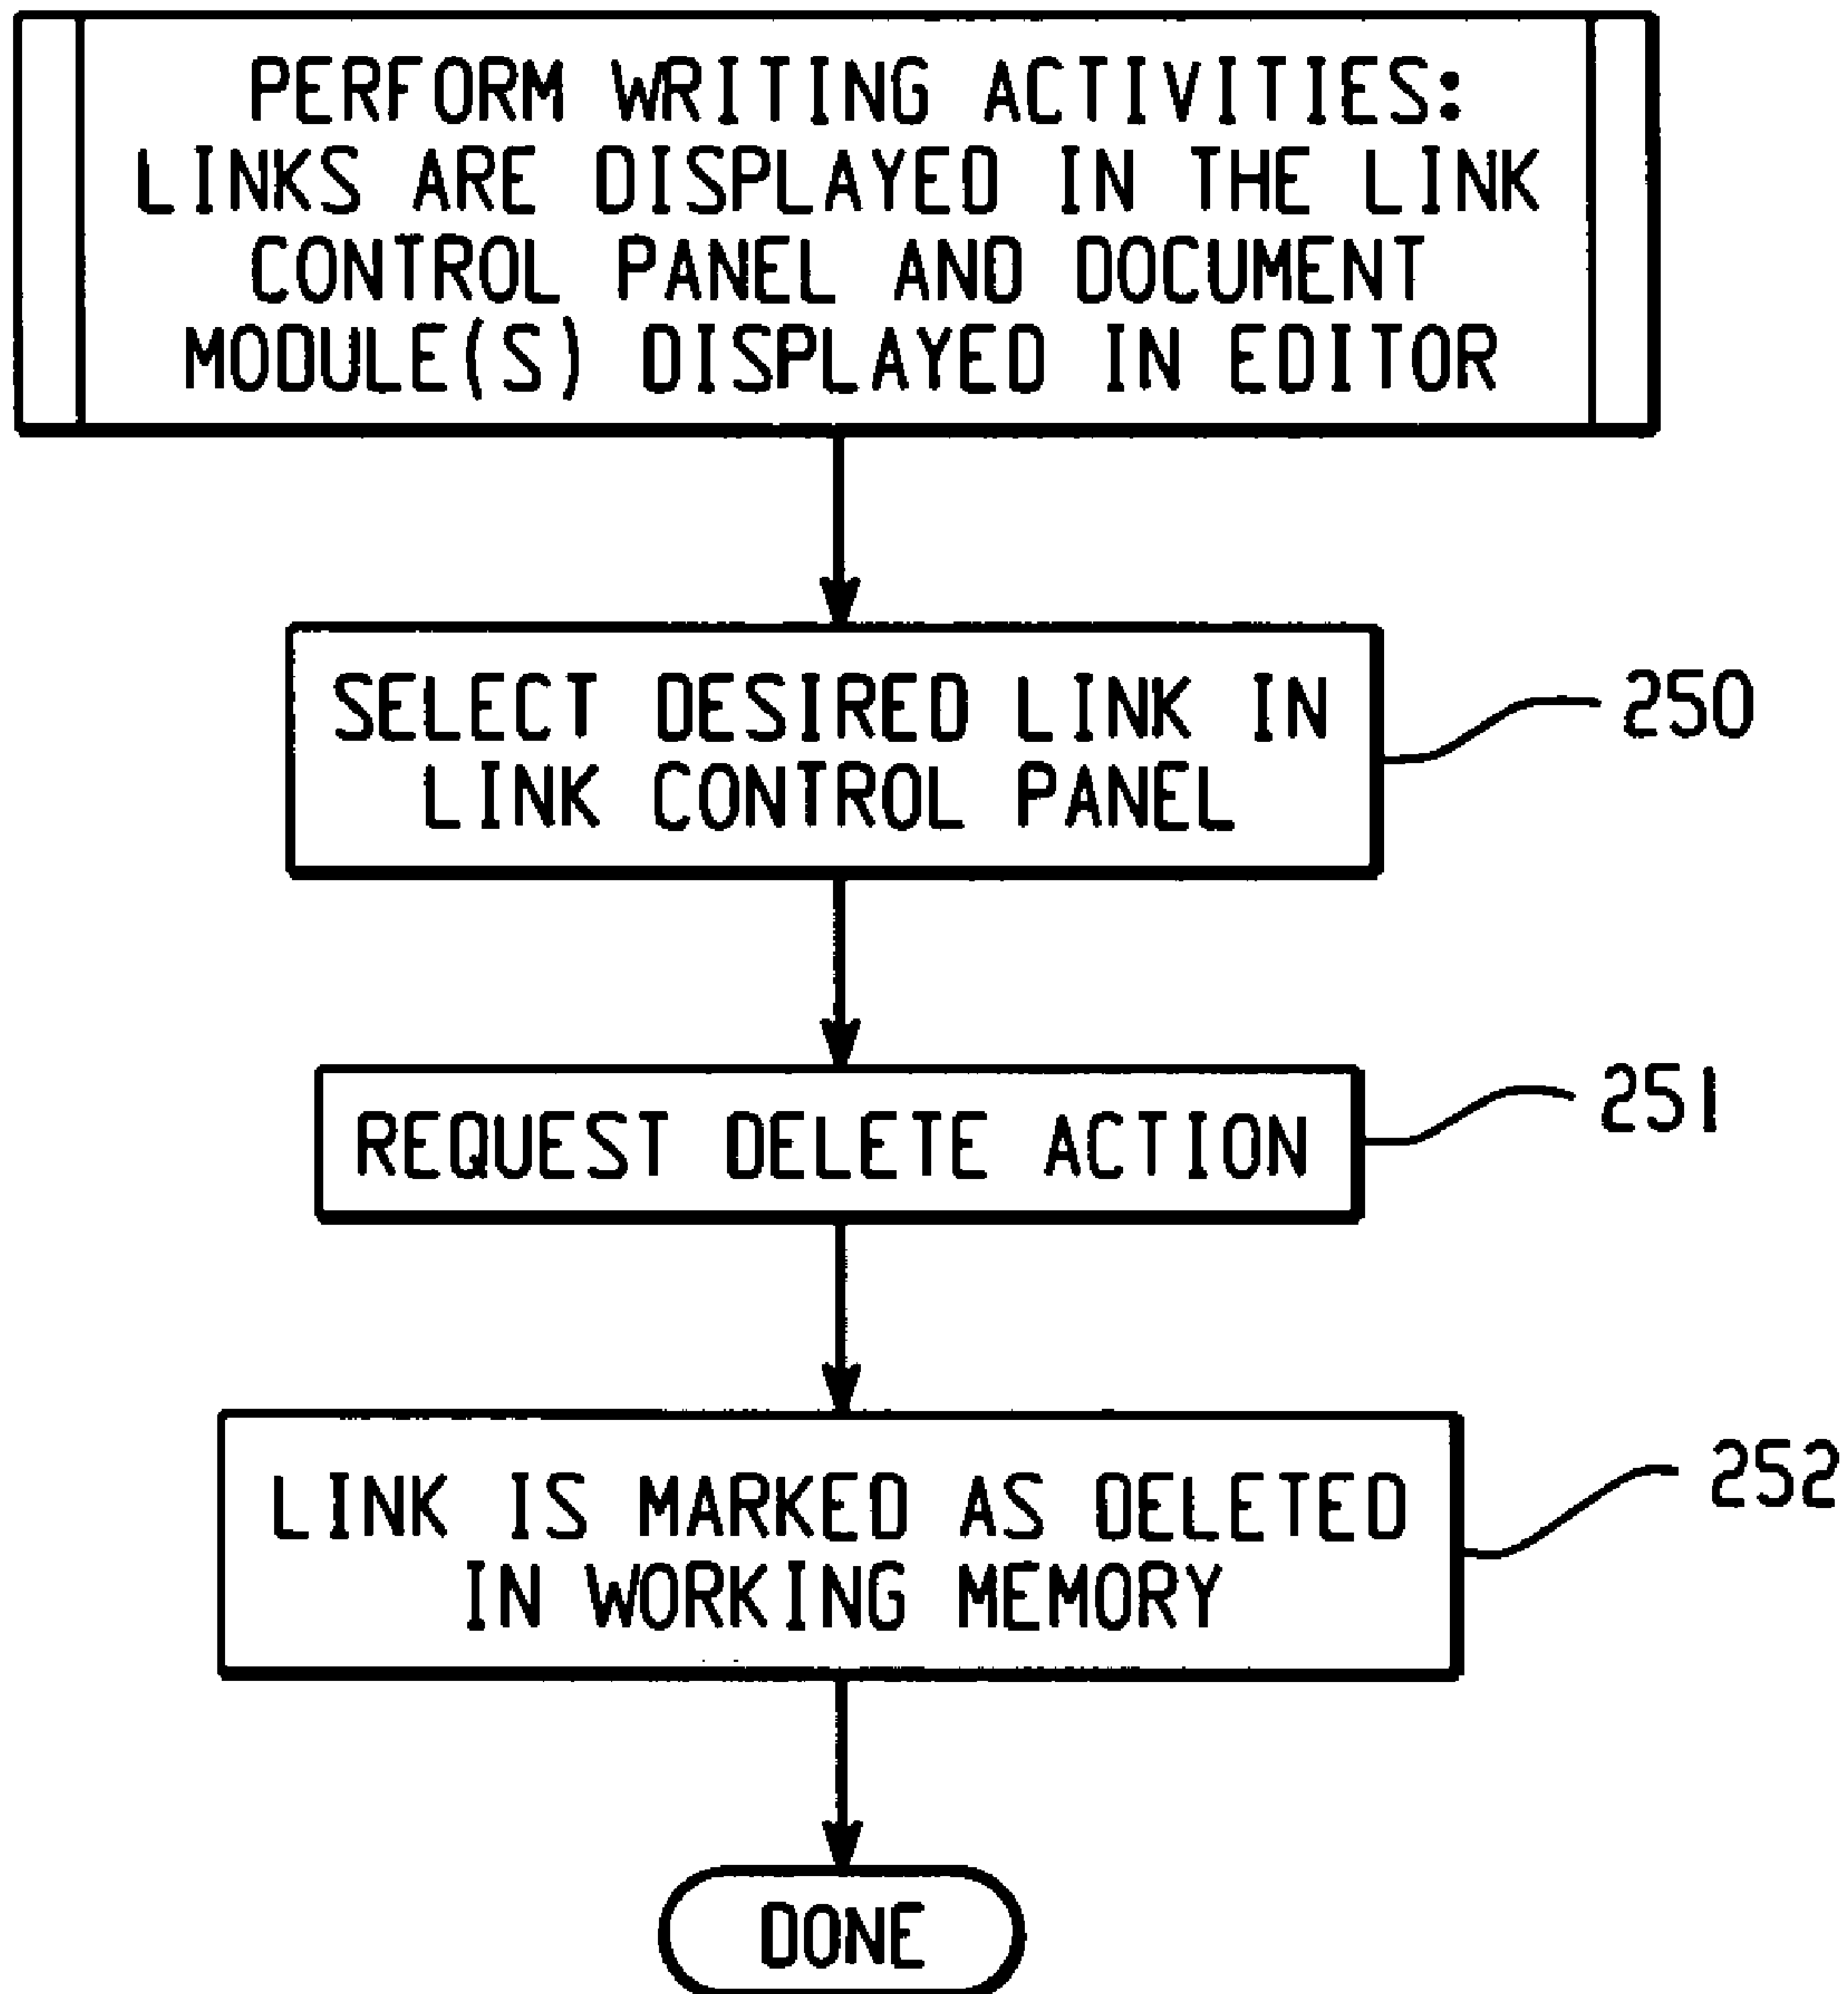 PERFORM WRITING ACTIVITIES:
LINKS ARE DISPLAYED IN THE LINK
CONTROL PANEL AND DOCUMENT
MODULE(S) DISPLAYED IN EDITOR
SELECT DESIRED LINK IN
LINK CONTROL PANEL
250
REQUEST DELETE ACTION
251
LINK IS MARKED AS DELETED
IN WORKING MEMORY
252
DONE